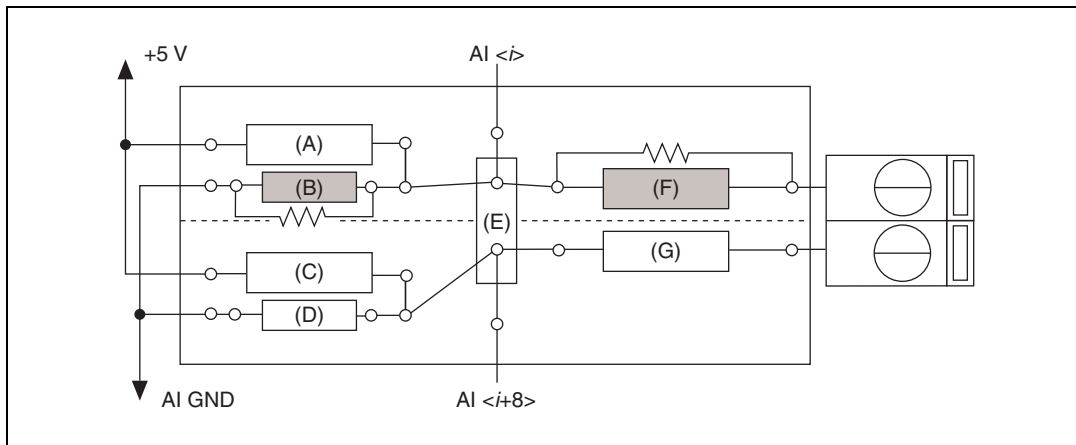 +5 V
AI <i>
(A)
(B)
(F)
(E)
(C)
(G)
(D)
AI GND
AI <i+8>